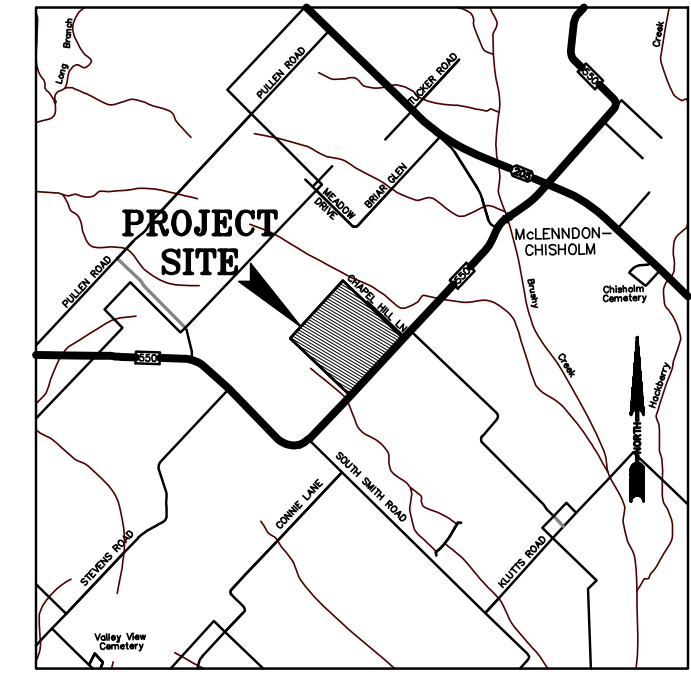 Long Branch
PULLEN ROAD
TUCKER ROAD
550
Creek
205
MEADOW
DRIVE
BRIAR GLEN
PROJECT
SITE
McLENNDON-
CHISHOLM
PULLEN ROAD
CHAPEL HILL LN
550
Chisholm
Cemetery
Brushy
Creek
Hackberry
550
NORTH
SOUTH SMITH ROAD
CONNIE LANE
STEVENS ROAD
KLUTTS ROAD
Valley View
Cemetery